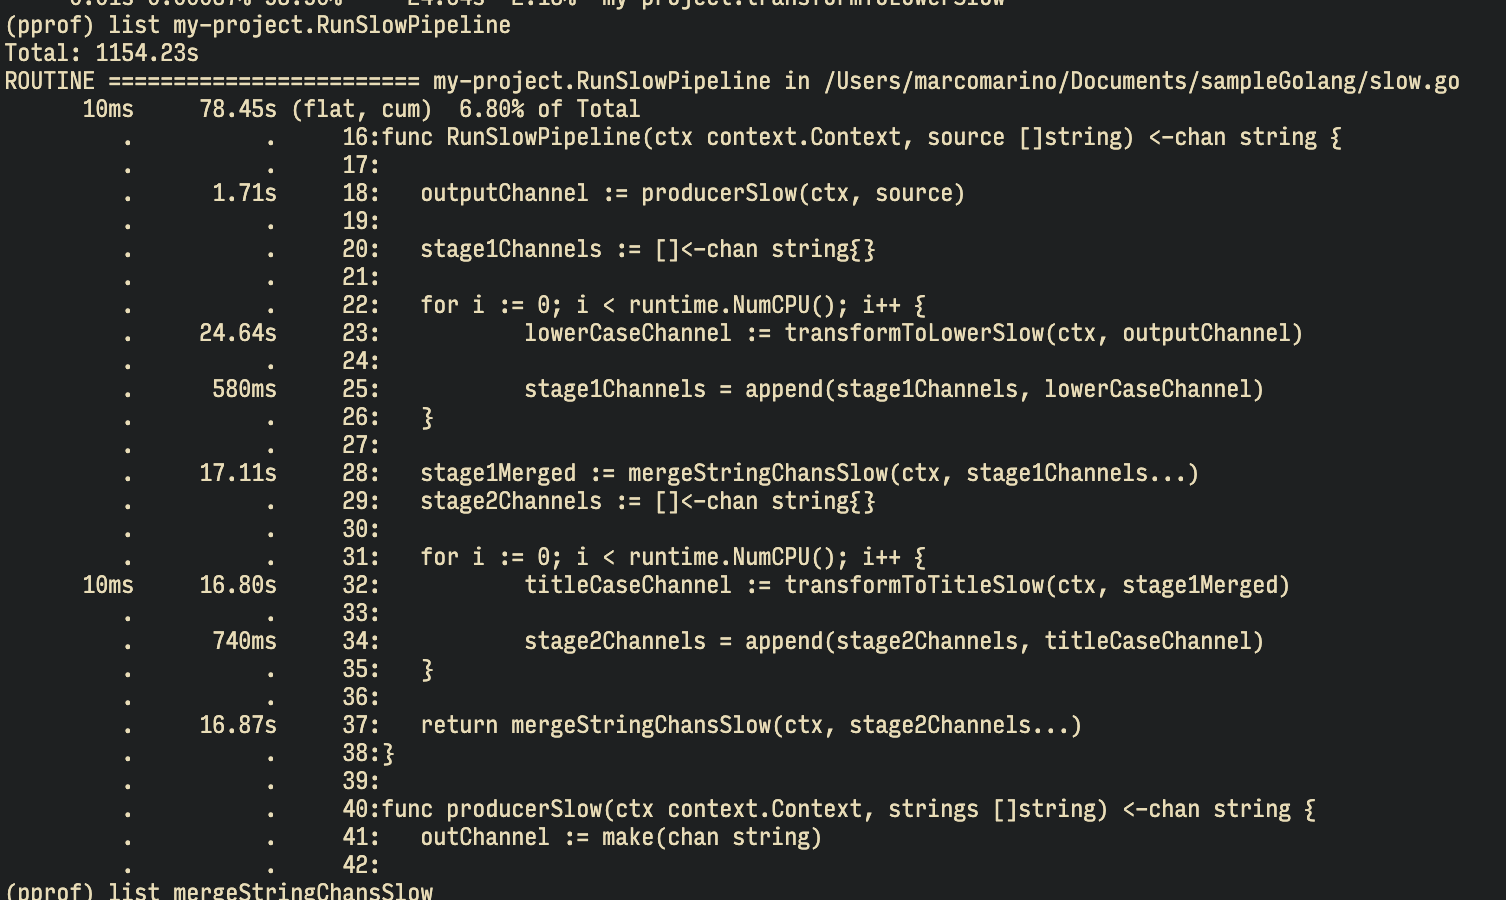 0.01s 0.00087% 58.90% 24.64s 2.13% my-project.transformToLowerSlow
(pprof) list my-project.RunSlowPipeline
Total: 1154.23s
ROUTINE ======================== my-project.RunSlowPipeline in /Users/marcomarino/Documents/sampleGolang/slow.go
10ms 78.45s (flat, cum) 6.80% of Total
. . 16:func RunSlowPipeline(ctx context.Context, source []string) <-chan string {
. . 17:
. 1.71s 18: outputChannel := producerSlow(ctx, source)
. . 19:
. . 20: stage1Channels := []<-chan string{}
. . 21:
. . 22: for i := 0; i < runtime.NumCPU(); i++ {
. 24.64s 23: lowerCaseChannel := transformToLowerSlow(ctx, outputChannel)
. . 24:
. 580ms 25: stage1Channels = append(stage1Channels, lowerCaseChannel)
. . 26: }
. . 27:
. 17.11s 28: stage1Merged := mergeStringChansSlow(ctx, stage1Channels...)
. . 29: stage2Channels := []<-chan string{}
. . 30:
. . 31: for i := 0; i < runtime.NumCPU(); i++ {
10ms 16.80s 32: titleCaseChannel := transformToTitleSlow(ctx, stage1Merged)
. . 33:
. 740ms 34: stage2Channels = append(stage2Channels, titleCaseChannel)
. . 35: }
. . 36:
. 16.87s 37: return mergeStringChansSlow(ctx, stage2Channels...)
. . 38:}
. . 39:
. . 40:func producerSlow(ctx context.Context, strings []string) <-chan string {
. . 41: outChannel := make(chan string)
. . 42:
(pprof) list mergeStringChansSlow